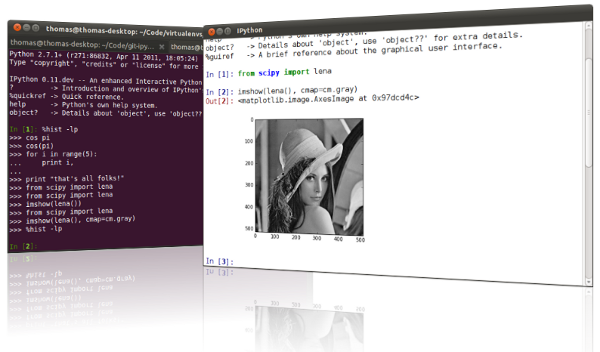 thomas@thomas-desktop: ~/Code/virtualenvs
thomas@thomas-desktop: ~/Code/git-ipy...
thomas@
Python 2.7.1+ (r271:86832, Apr 11 2011, 18:05:24)
Type "copyright", "credits" or "license" for more
IPython 0.11.dev -- An enhanced Interactive Python
? -> Introduction and overview of IPython'
%quickref -> Quick reference.
help -> Python's own help system.
object? -> Details about 'object', use 'object??'
In [1]: %hist -lp
>>> cos pi
>>> cos(pi)
>>> for i in range(5):
... print i,
...
>>> print "that's all folks!"
>>> from scipy import lena
>>> from scipy import lena
>>> imshow(lena())
>>> from scipy import lena
>>> imshow(lena(), cmap=cm.gray)
>>> %hist -lp
In [2]:
IPython
help -> Python's own help system.
object? -> Details about 'object', use 'object??' for extra details.
%guiref -> A brief reference about the graphical user interface.
In [1]: from scipy import lena
In [2]: imshow(lena(), cmap=cm.gray)
Out[2]: <matplotlib.image.AxesImage at 0x97dcd4c>
0
100
200
300
400
500
0 100 200 300 400 500
In [3]: